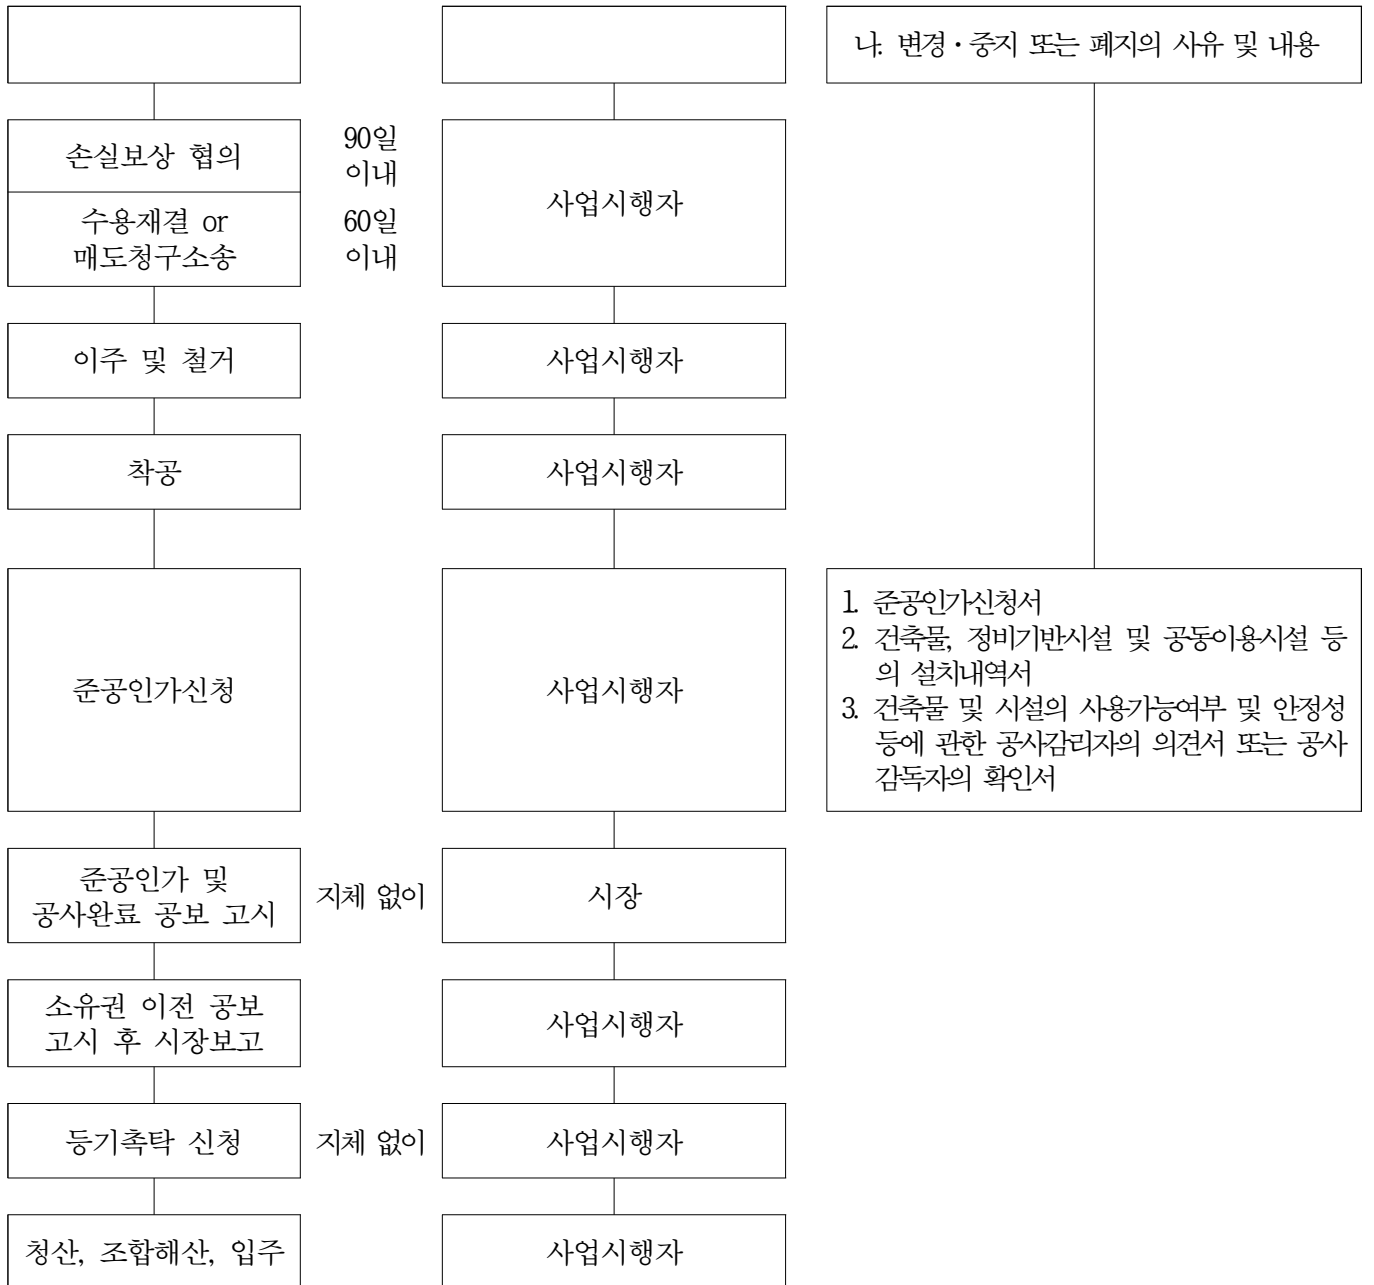 나. 변경·중지 또는 폐지의 사유 및 내용
손실보상 협의
90일
이내
사업시행자
수용재결 or
매도청구소송
60일
이내
이주 및 철거
사업시행자
착공
사업시행자
준공인가신청
사업시행자
1. 준공인가신청서
2. 건축물, 정비기반시설 및 공동이용시설 등
의 설치내역서
3. 건축물 및 시설의 사용가능여부 및 안정성
등에 관한 공사감리자의 의견서 또는 공사
감독자의 확인서
준공인가 및
공사완료 공보 고시
지체 없이
시장
소유권 이전 공보
고시 후 시장보고
사업시행자
등기촉탁 신청
지체 없이
사업시행자
청산, 조합해산, 입주
사업시행자